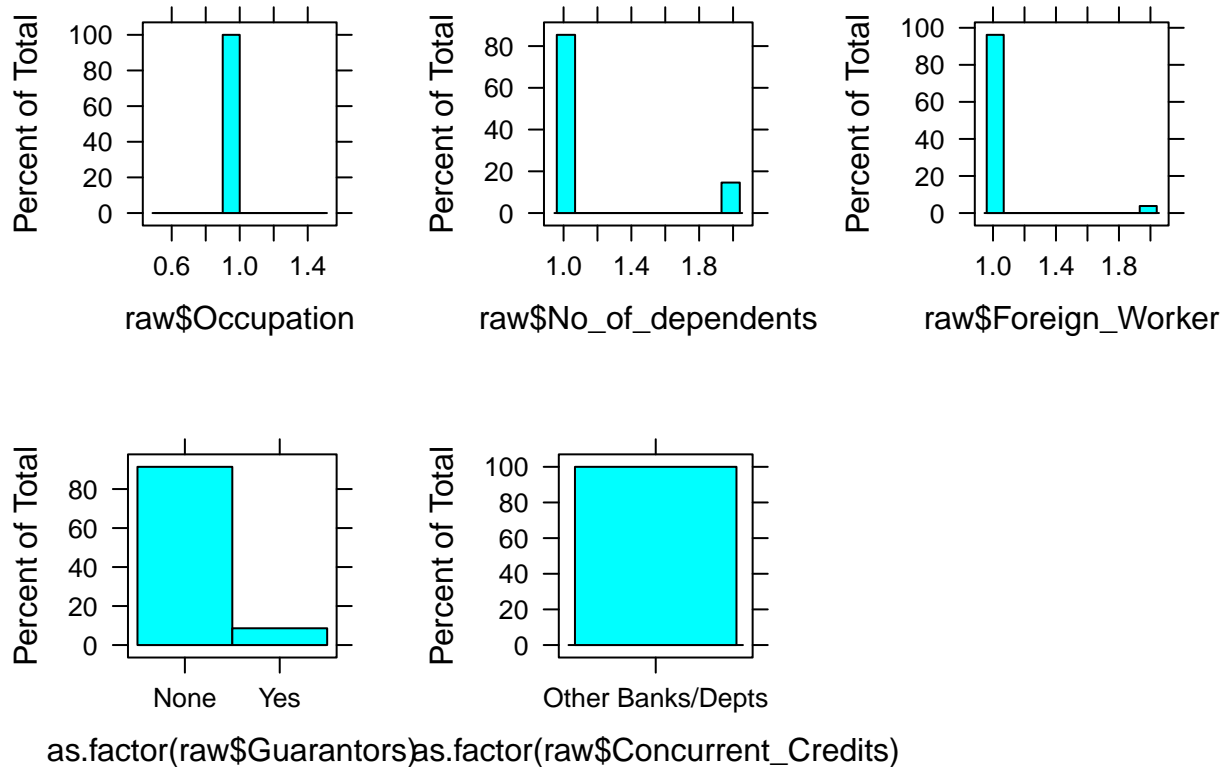 Percent of Total
100
80
60
40
20
0
0.6 1.0 1.4
raw$Occupation
Percent of Total
80
60
40
20
0
1.0 1.4 1.8
raw$No_of_dependents
Percent of Total
100
80
60
40
20
0
1.0 1.4 1.8
raw$Foreign_Worker
Percent of Total
80
60
40
20
0
None Yes
as.factor(raw$Guarantors)
Percent of Total
100
80
60
40
20
0
Other Banks/Depts
as.factor(raw$Concurrent_Credits)